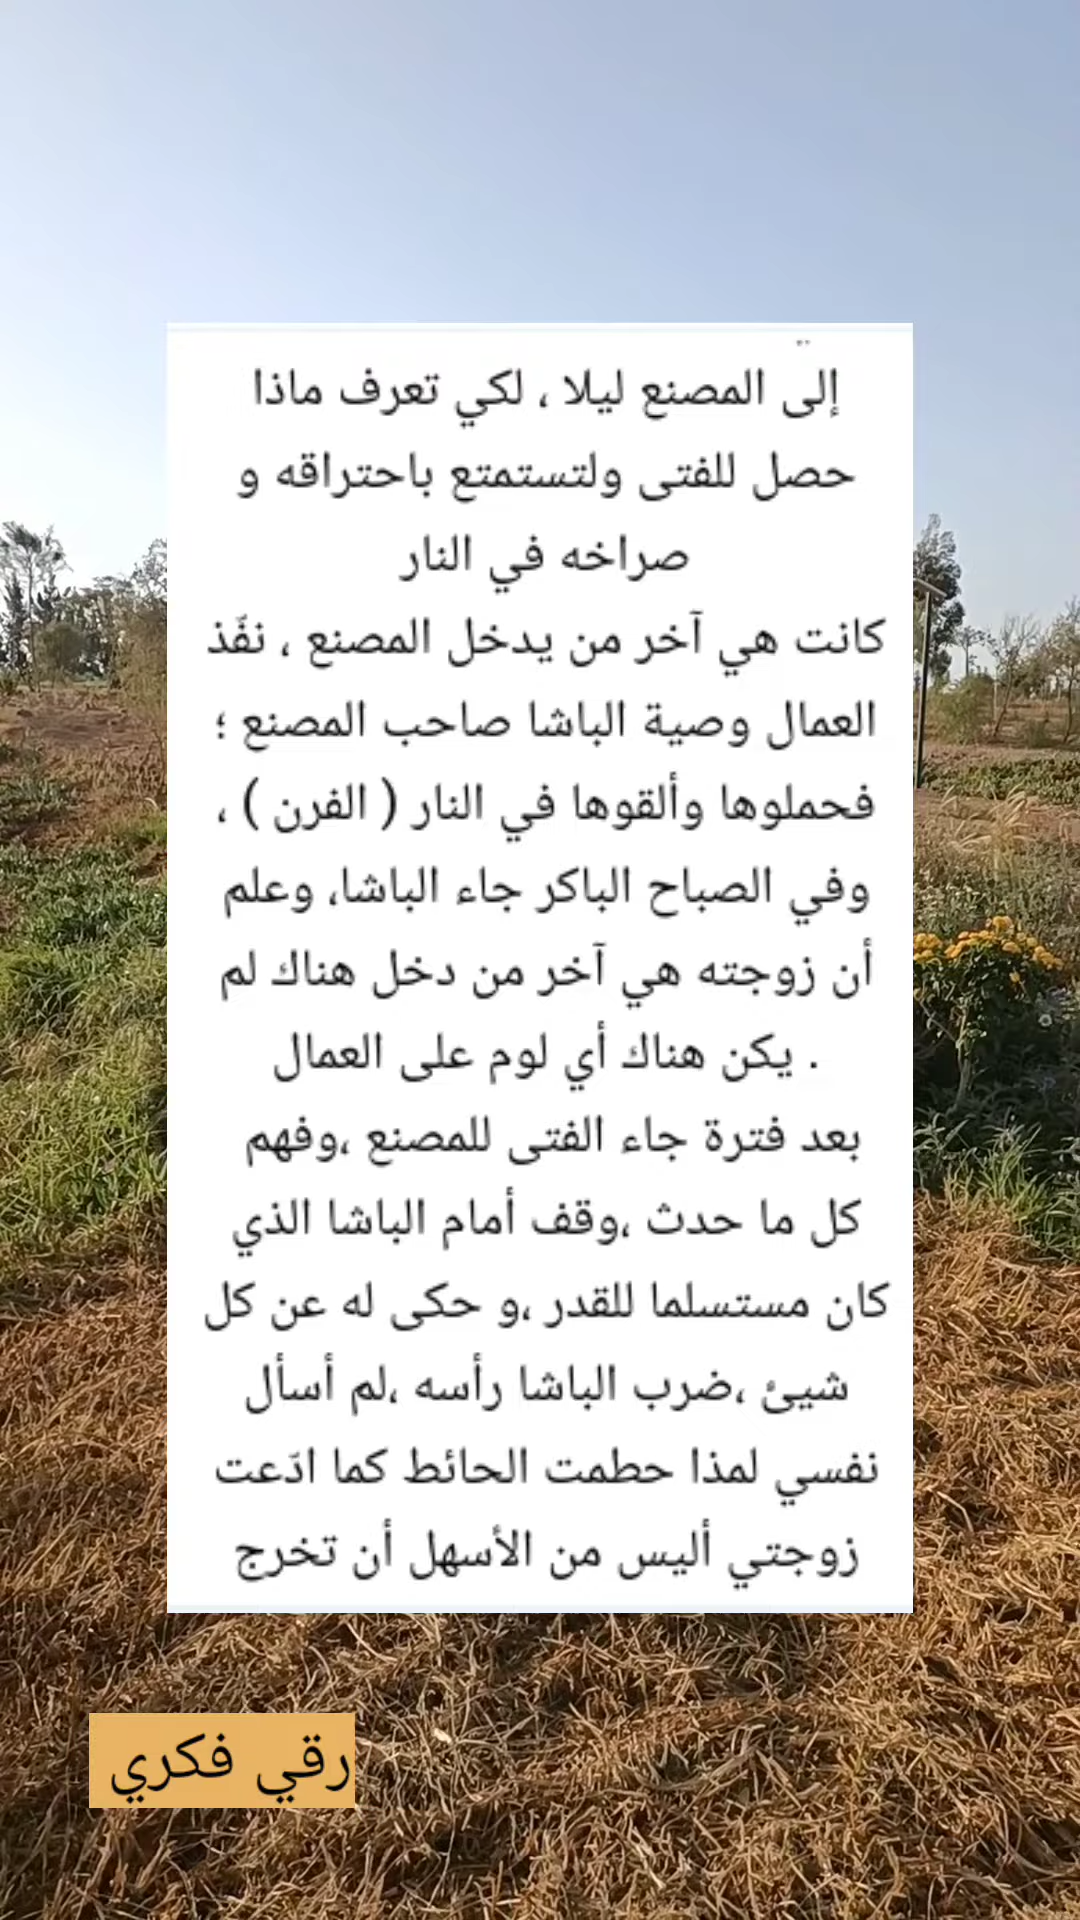 إلى المصنع ليلا ، لكي تعرف ماذا
حصل للفتى ولتستمتع باحتراقه و
صراخه في النار
كانت هي آخر من يدخل المصنع ، نفّذ
العمال وصية الباشا صاحب المصنع ؛
فحملوها وألقوها في النار ( الفرن ) ،
وفي الصباح الباكر جاء الباشا، وعلم
أن زوجته هي آخر من دخل هناك لم
. يكن هناك أي لوم على العمال
بعد فترة جاء الفتى للمصنع ،وفهم
كل ما حدث ،وقف أمام الباشا الذي
كان مستسلما للقدر ،و حكى له عن كل
شيئ ،ضرب الباشا رأسه ،لم أسأل
نفسي لمذا حطمت الحائط كما ادّعت
زوجتي أليس من الأسهل أن تخرج
رقي فكري